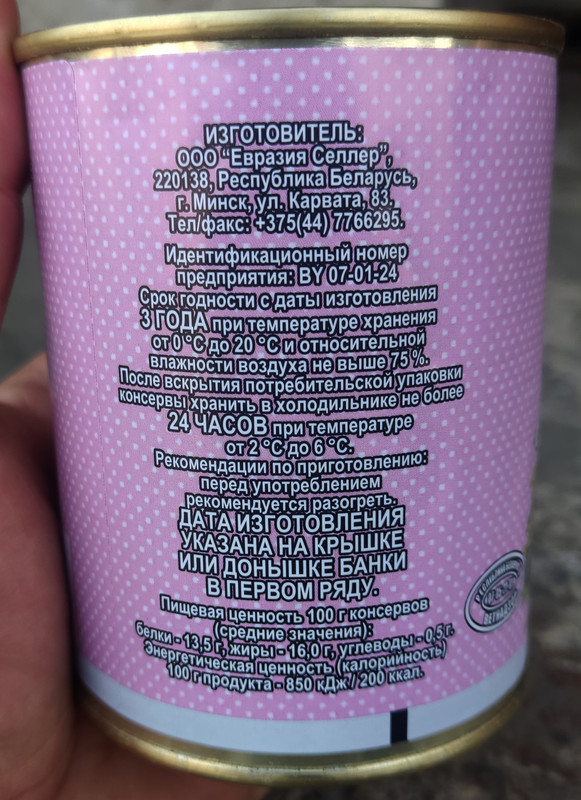 ИЗГОТОВИТЕЛЬ:
ООО "Евразия Селлер",
220138, Республика Беларусь,
г. Минск, ул. Карвата, 83.
Тел/факс: +375(44) 7766295.
Идентификационный номер
предприятия: BY 07-01-24
Срок годности с даты изготовления
3 ГОДА при температуре хранения
от 0 °С до 20 °С и относительной
влажности воздуха не выше 75 %.
После вскрытия потребительской упаковки
консервы хранить в холодильнике не более
24 ЧАСОВ при температуре
от 2 °С до 6 °С.
Рекомендации по приготовлению:
перед употреблением
рекомендуется разогреть.
ДАТА ИЗГОТОВЛЕНИЯ
УКАЗАНА НА КРЫШКЕ
ИЛИ ДОНЫШКЕ БАНКИ
В ПЕРВОМ РЯДУ.
Пищевая ценность 100 г консервов
(средние значения):
белки - 13,5 г, жиры - 16,0 г, углеводы - 0,5 г.
Энергетическая ценность (калорийность)
100 г продукта - 850 кДж / 200 ккал.